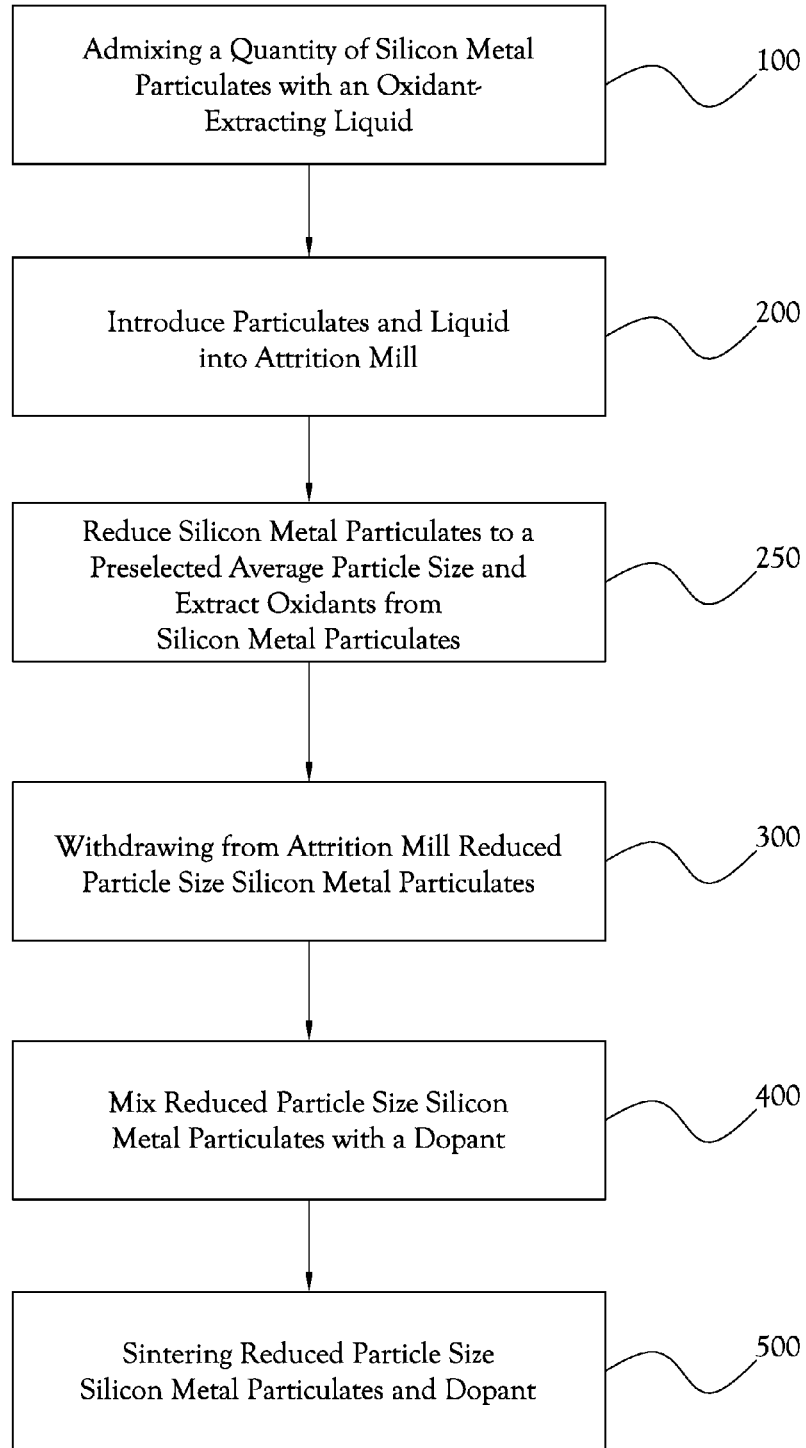 Admixing a Quantity of Silicon Metal
Particulates with an Oxidant-
Extracting Liquid
100
Introduce Particulates and Liquid
into Attrition Mill
200
Reduce Silicon Metal Particulates to a
Preselected Average Particle Size and
Extract Oxidants from
Silicon Metal Particulates
250
Withdrawing from Attrition Mill Reduced
Particle Size Silicon Metal Particulates
300
Mix Reduced Particle Size Silicon
Metal Particulates with a Dopant
400
Sintering Reduced Particle Size
Silicon Metal Particulates and Dopant
500